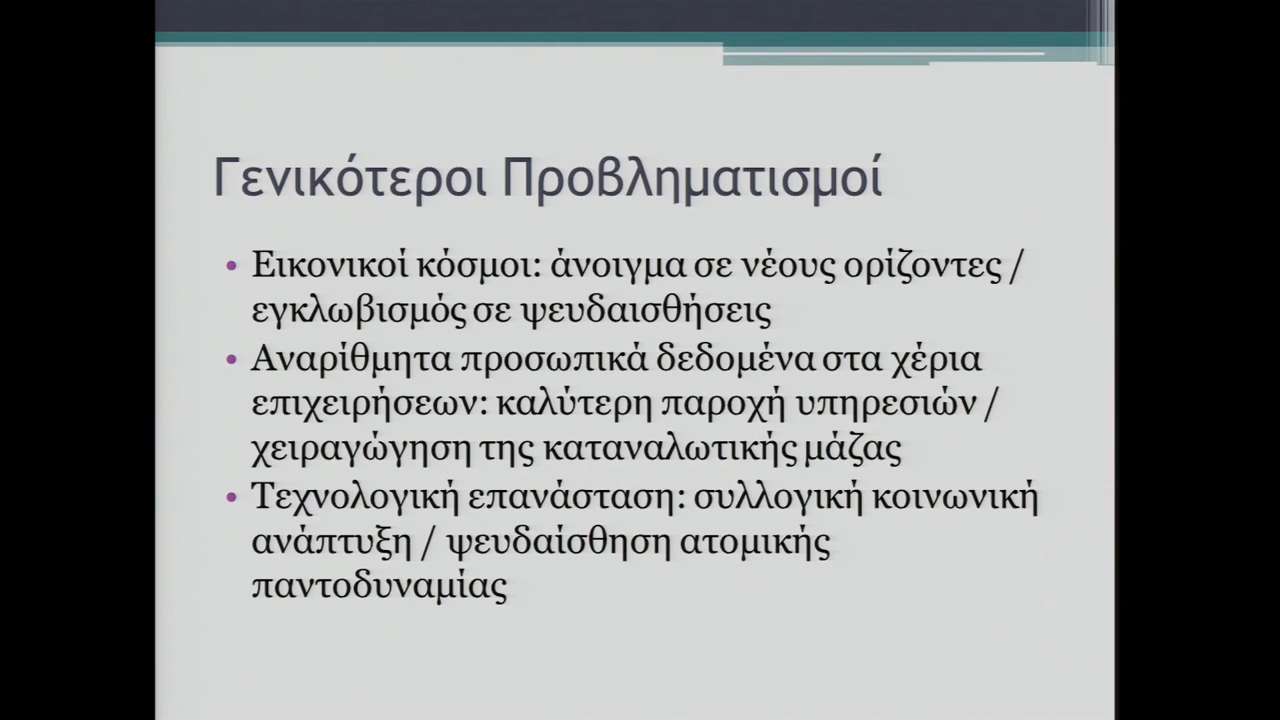 Γενικότεροι Προβληματισμοί
• Εικονικοί κόσμοι: άνοιγμα σε νέους ορίζοντες /
εγκλωβισμός σε ψευδαισθήσεις
• Αναρίθμητα προσωπικά δεδομένα στα χέρια
επιχειρήσεων: καλύτερη παροχή υπηρεσιών /
χειραγώγηση της καταναλωτικής μάζας
• Τεχνολογική επανάσταση: συλλογική κοινωνική
ανάπτυξη / ψευδαίσθηση ατομικής
παντοδυναμίας